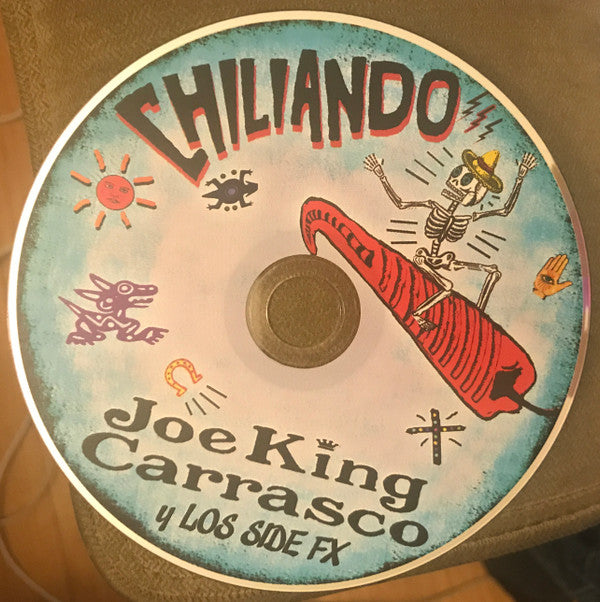 CHILIANDO
Joe King
Carrasco
y LOS SIDE FX